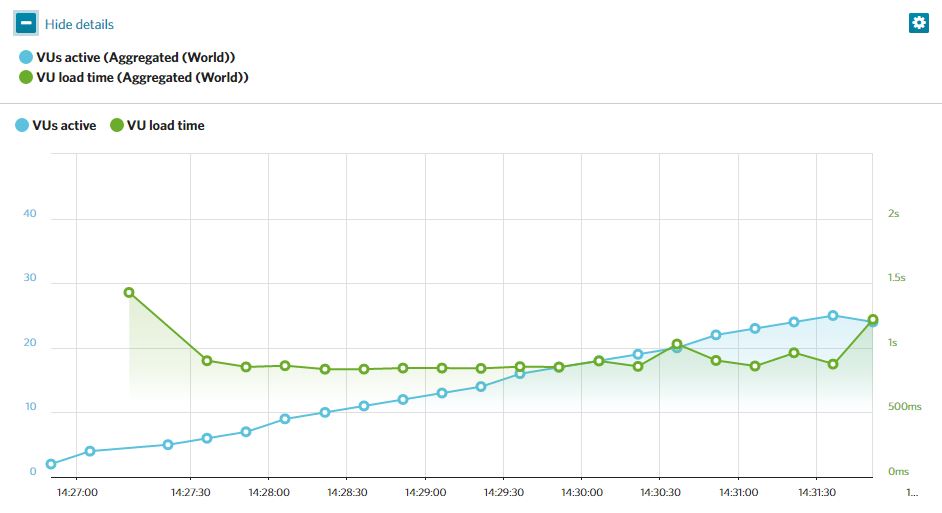 Hide details
VUs active (Aggregated (World))
VU load time (Aggregated (World))
VUs active VU load time
40 2s
30 1.5s
20 1s
10 500ms
0 0ms
14:27:00 14:27:30 14:28:00 14:28:30 14:29:00 14:29:30 14:30:00 14:30:30 14:31:00 14:31:30 1...